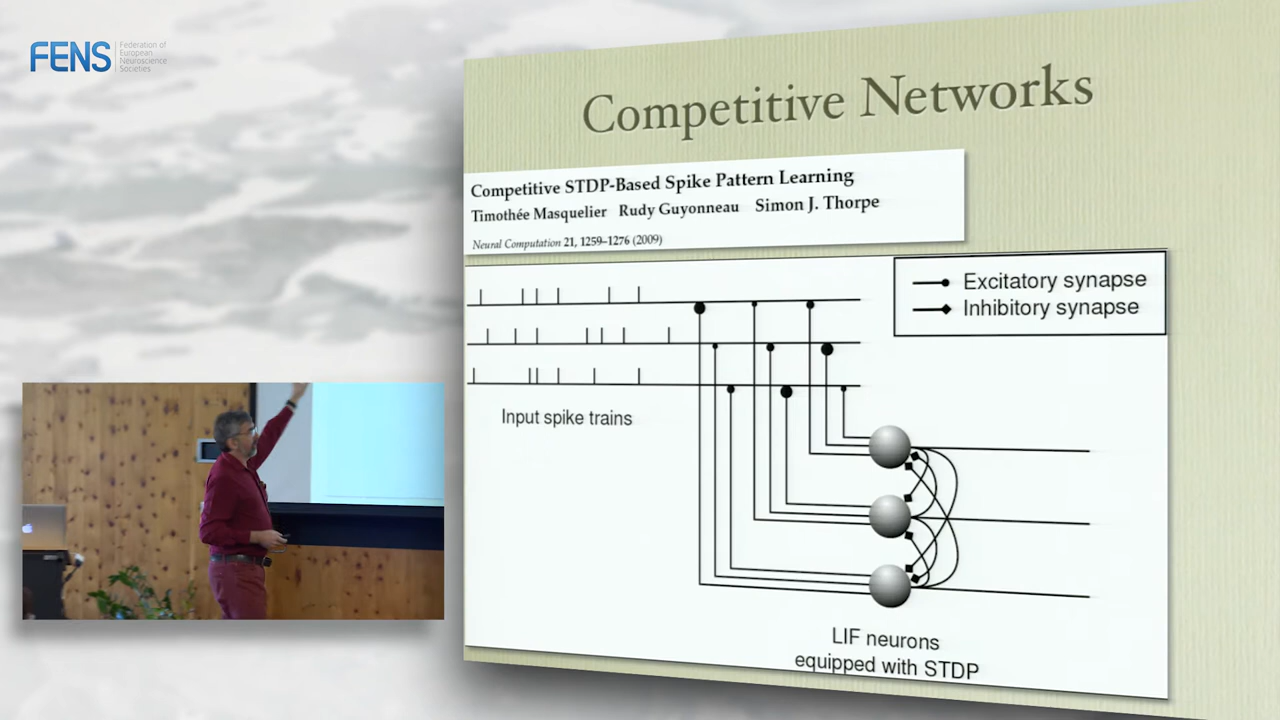 FENS
Federation of
European
Neuroscience
Societies
Competitive Networks
Competitive STDP-Based Spike Pattern Learning
Timothée Masquelier Rudy Guyonneau Simon J. Thorpe
Neural Computation 21, 1259–1276 (2009)
Excitatory synapse
Inhibitory synapse
Input spike trains
LIF neurons
equipped with STDP